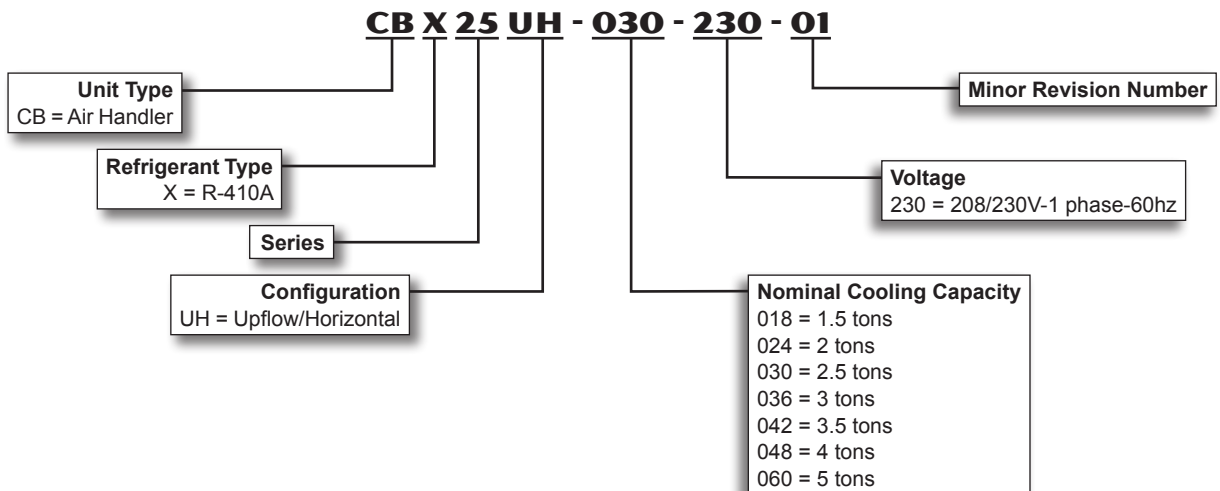 CB X 25 UH - 030 - 230 - 01
Unit Type
CB = Air Handler
Refrigerant Type
X = R-410A
Series
Configuration
UH = Upflow/Horizontal
Minor Revision Number
Voltage
230 = 208/230V-1 phase-60hz
Nominal Cooling Capacity
018 = 1.5 tons
024 = 2 tons
030 = 2.5 tons
036 = 3 tons
042 = 3.5 tons
048 = 4 tons
060 = 5 tons